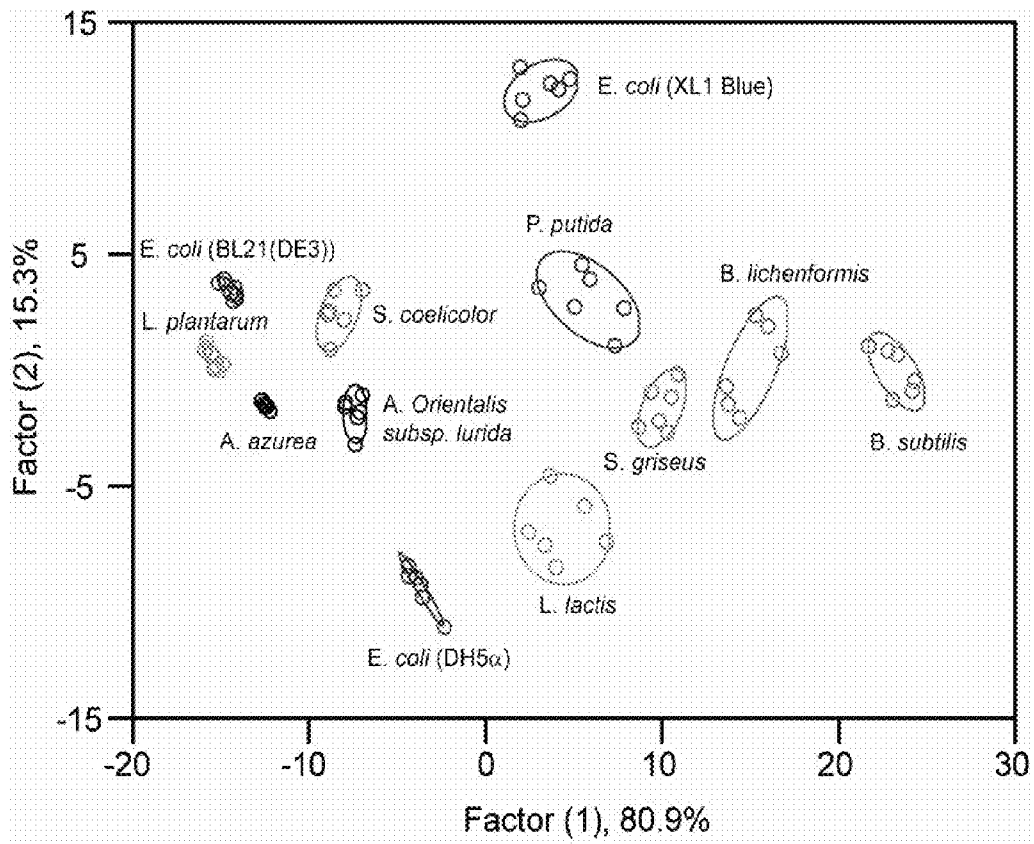 15
E. coli (XL1 Blue)
P. putida
E. coli (BL21(DE3))
5
B. lichenformis
L. plantarum
S. coelicolor
A. azurea
A. Orientalis
subsp. lurida
S. griseus
B. subtilis
-5
L. lactis
E. coli (DH5α)
-15
-20
-10
0
10
20
30
Factor (2), 15.3%
Factor (1), 80.9%